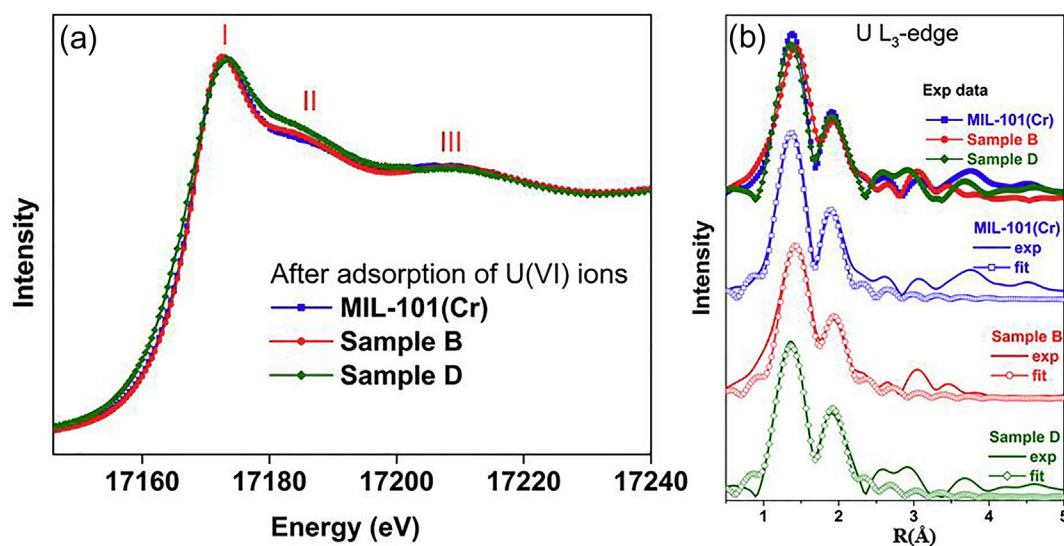 (a)
I
II
III
After adsorption of U(VI) ions
MIL-101(Cr)
Sample B
Sample D
Intensity
17160 17180 17200 17220 17240
Energy (eV)
(b)
U L3-edge
Exp data
MIL-101(Cr)
Sample B
Sample D
MIL-101(Cr)
exp
fit
Sample B
exp
fit
Sample D
exp
fit
Intensity
1 2 3 4 5
R(Å)